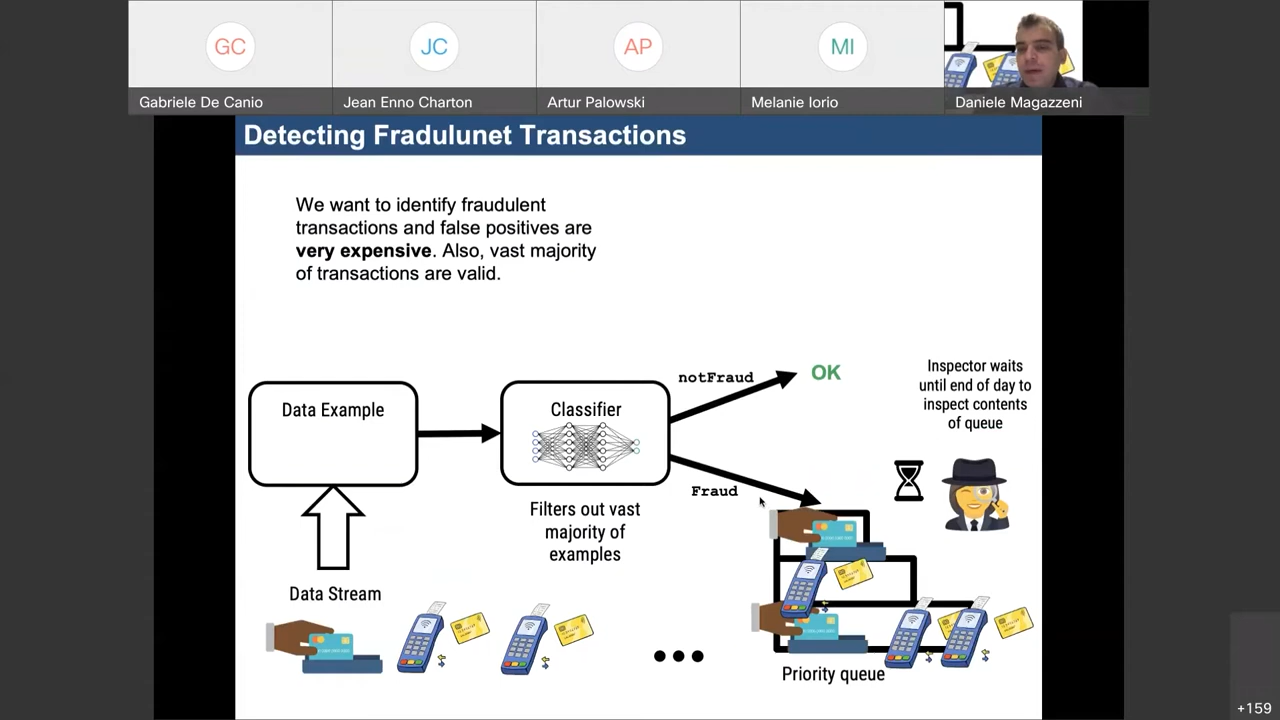 GC
JC
AP
MI
Gabriele De Canio
Jean Enno Charton
Artur Palowski
Melanie Iorio
Daniele Magazzeni
Detecting Fradulunet Transactions
We want to identify fraudulent
transactions and false positives are
very expensive. Also, vast majority
of transactions are valid.
Data Example
Classifier
notFraud
OK
Fraud
Inspector waits
until end of day to
inspect contents
of queue
Filters out vast
majority of
examples
Data Stream
Priority queue
+159